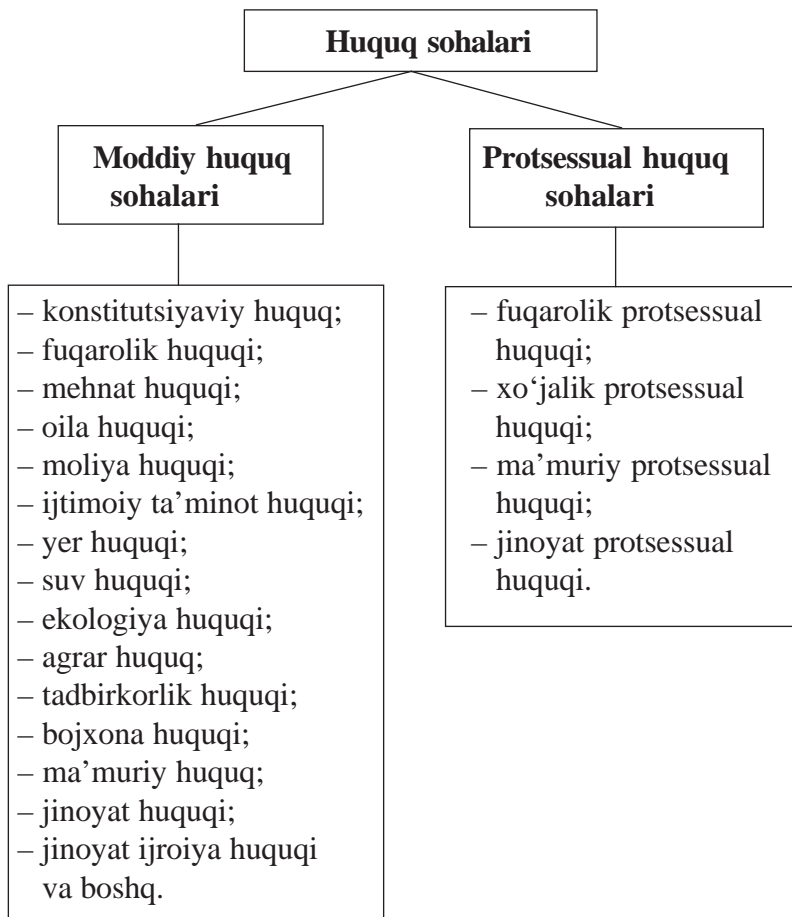 Huquq sohalari
Moddiy huquq
sohalari
Protsessual huquq
sohalari
– konstitutsiyaviy huquq;
– fuqarolik huquqi;
– mehnat huquqi;
– oila huquqi;
– moliya huquqi;
– ijtimoiy ta’minot huquqi;
– yer huquqi;
– suv huquqi;
– ekologiya huquqi;
– agrar huquq;
– tadbirkorlik huquqi;
– bojxona huquqi;
– ma’muriy huquq;
– jinoyat huquqi;
– jinoyat ijroiya huquqi
va boshq.
– fuqarolik protsessual
huquqi;
– xo‘jalik protsessual
huquqi;
– ma’muriy protsessual
huquqi;
– jinoyat protsessual
huquqi.